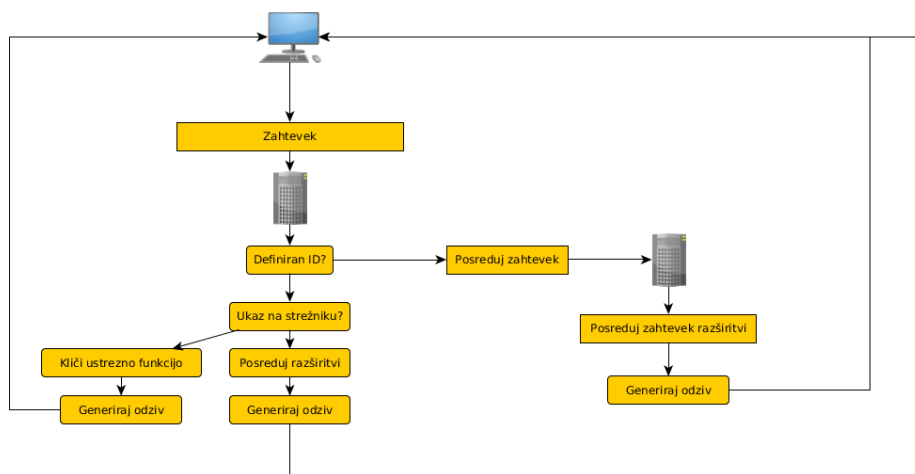 Zahtevek
Definiran ID?
Posreduj zahtevek
Ukaz na strežniku?
Posreduj zahtevek razširitvi
Kliči ustrezno funkcijo
Posreduj razširitvi
Generiraj odziv
Generiraj odziv
Generiraj odziv